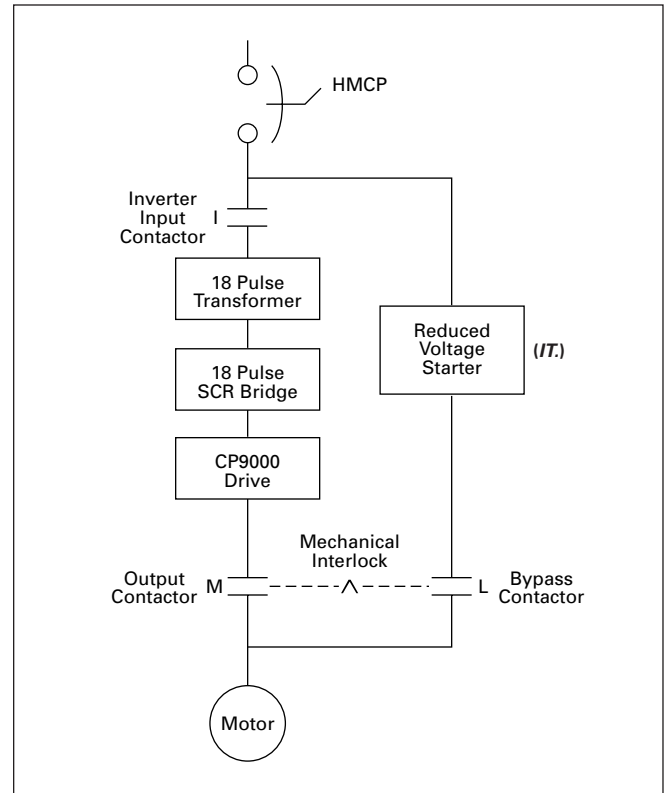 HMCP
Inverter
Input
Contactor
I
18 Pulse
Transformer
18 Pulse
SCR Bridge
CP9000
Drive
Reduced
Voltage
Starter
(IT.)
Mechanical
Interlock
Output
Contactor
M
L
Bypass
Contactor
Motor